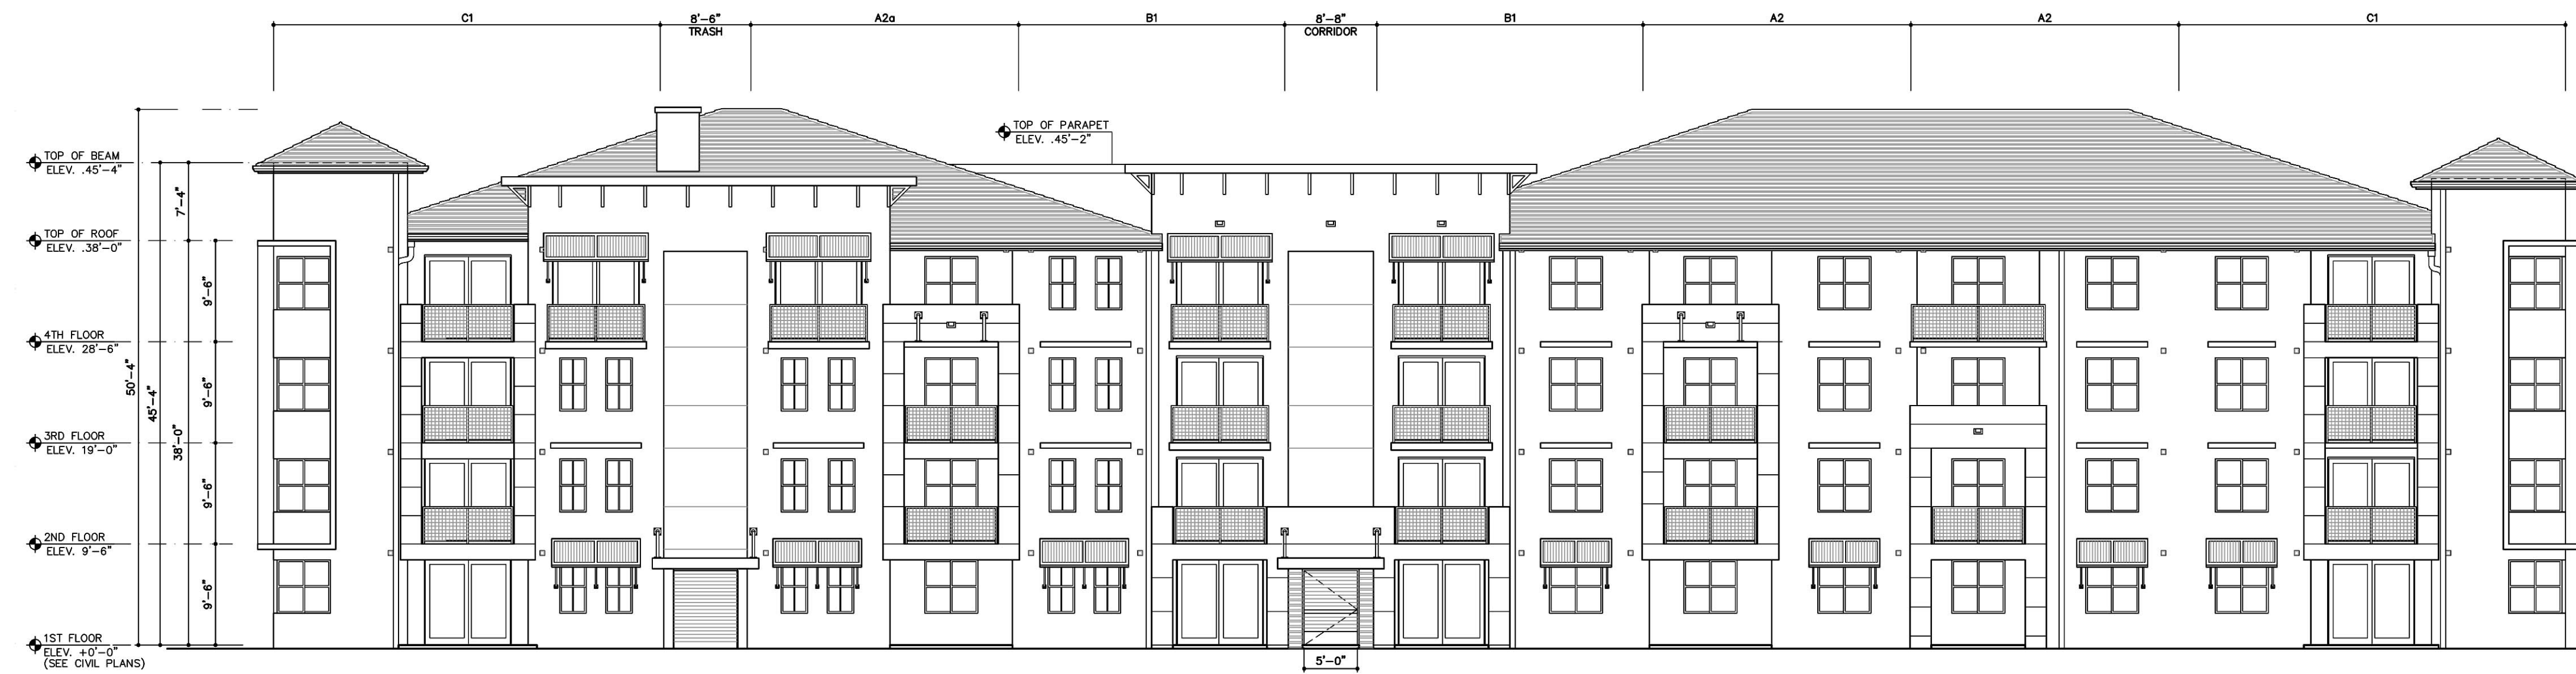 C1
8'-6"
TRASH
A2a
B1
8'-8"
CORRIDOR
B1
A2
A2
C1
TOP OF PARAPET
ELEV. .45'-2"
TOP OF BEAM
ELEV. .45'-4"
7'-4"
TOP OF ROOF
ELEV. .38'-0"
9'-6"
4TH FLOOR
ELEV. 28'-6"
50'-4"
45'-4"
38'-0"
9'-6"
3RD FLOOR
ELEV. 19'-0"
9'-6"
2ND FLOOR
ELEV. 9'-6"
9'-6"
1ST FLOOR
ELEV. +0'-0"
(SEE CIVIL PLANS)
5'-0"